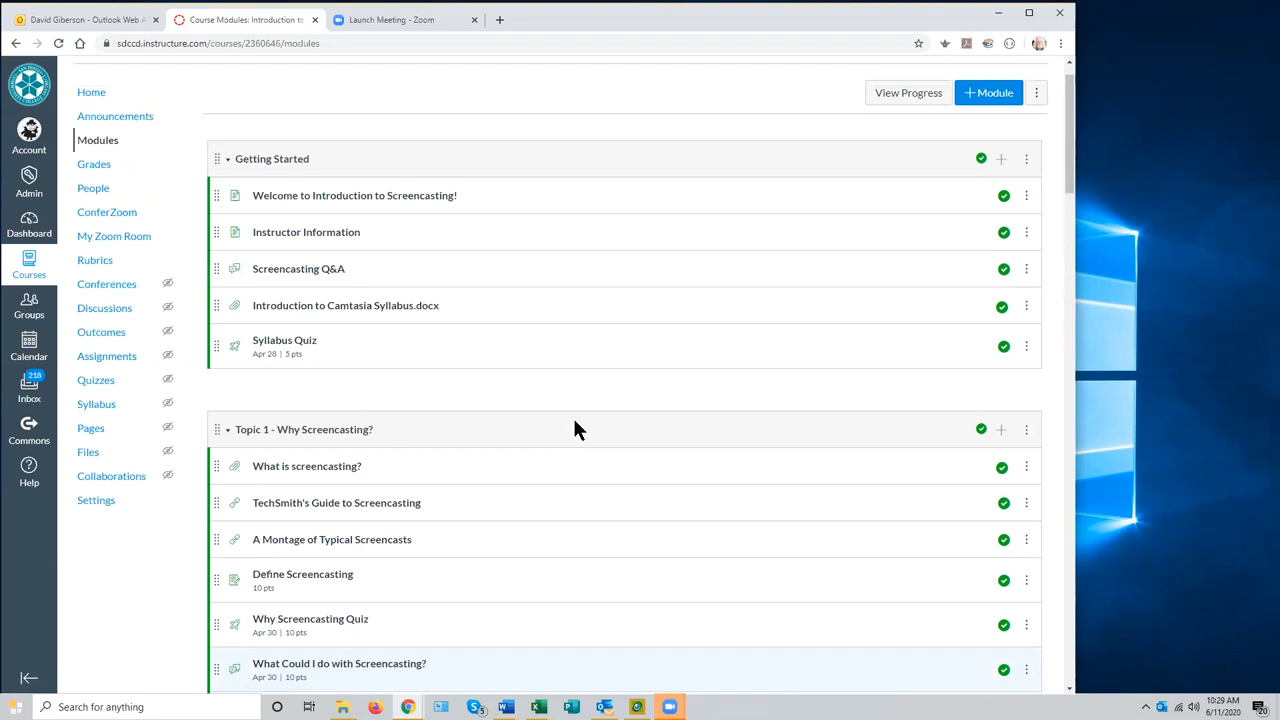 David Giberson - Outlook Web A
Course Modules: Introduction to
Launch Meeting - Zoom
sdccd.instructure.com/courses/2360646/modules
Account
Admin
Dashboard
Courses
Groups
Calendar
218
Inbox
Commons
Help
Home
Announcements
Modules
Grades
People
ConferZoom
My Zoom Room
Rubrics
Conferences
Discussions
Outcomes
Assignments
Quizzes
Syllabus
Pages
Files
Collaborations
Settings
View Progress
+ Module
Getting Started
Welcome to Introduction to Screencasting!
Instructor Information
Screencasting Q&A
Introduction to Camtasia Syllabus.docx
Syllabus Quiz
Apr 28 | 5 pts
Topic 1 - Why Screencasting?
What is screencasting?
TechSmith's Guide to Screencasting
A Montage of Typical Screencasts
Define Screencasting
10 pts
Why Screencasting Quiz
Apr 30 | 10 pts
What Could I do with Screencasting?
Apr 30 | 10 pts
Search for anything
5
10:29 AM
6/11/2020
20